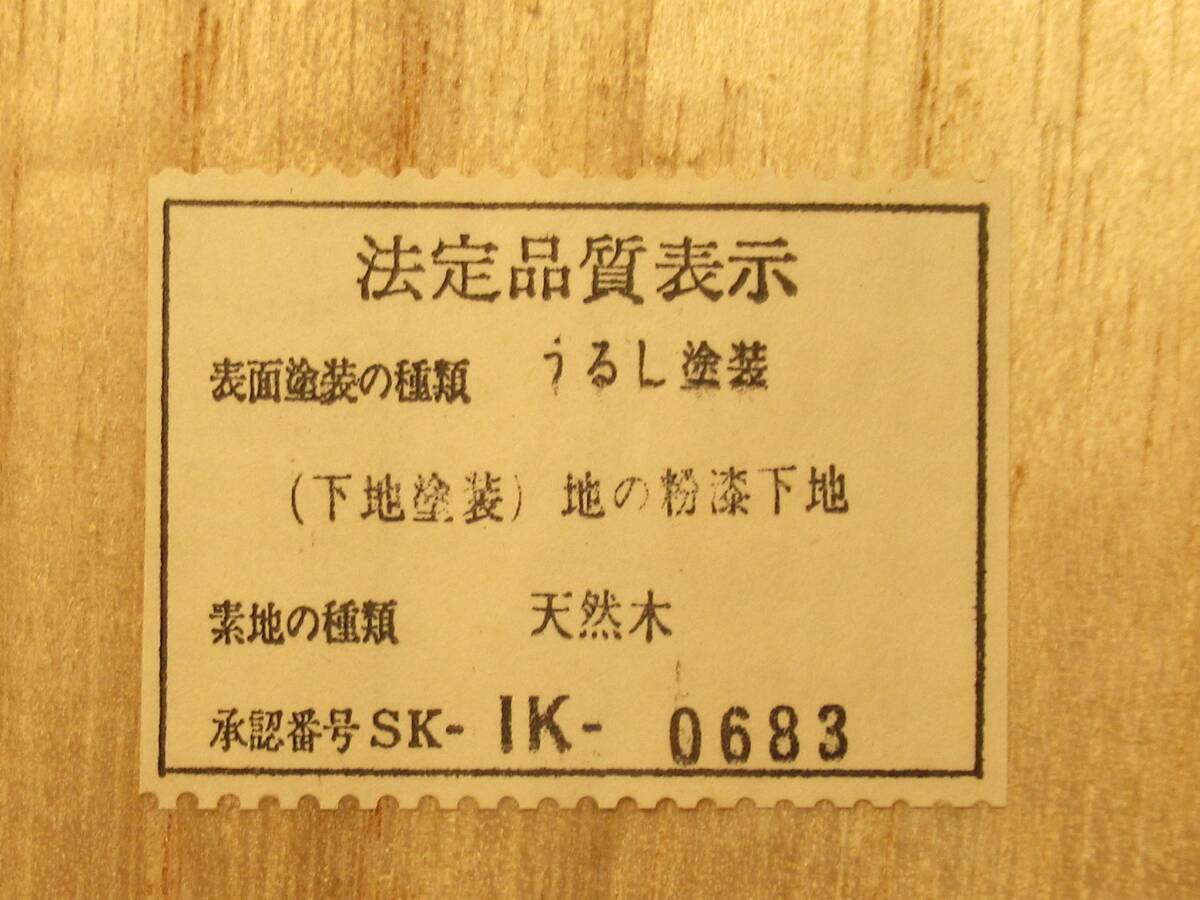 法定品質表示
表面塗装の種類 うるし塗装
(下地塗装) 地の粉漆下地
素地の種類 天然木
承認番号 SK- IK- 0683